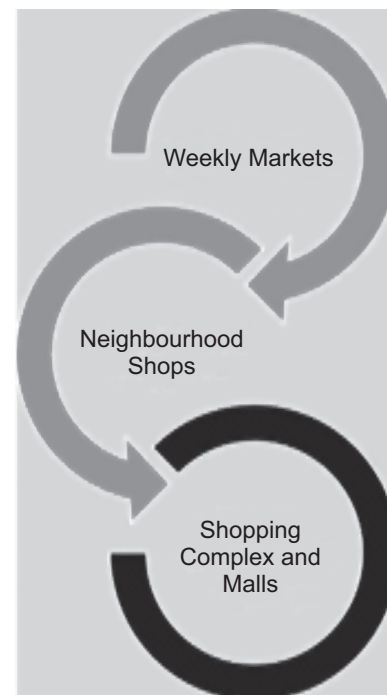 Weekly Markets
Neighbourhood
Shops
Shopping
Complex and
Malls